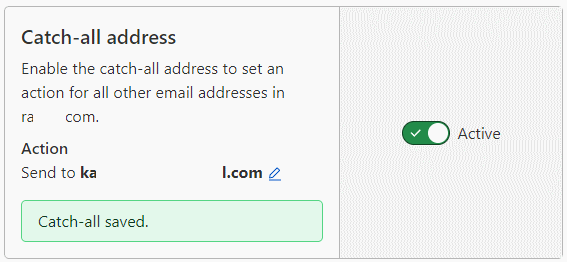 Catch-all address
Enable the catch-all address to set an
action for all other email addresses in
ra com.
Action
Send to ka l.com
Catch-all saved.
Active